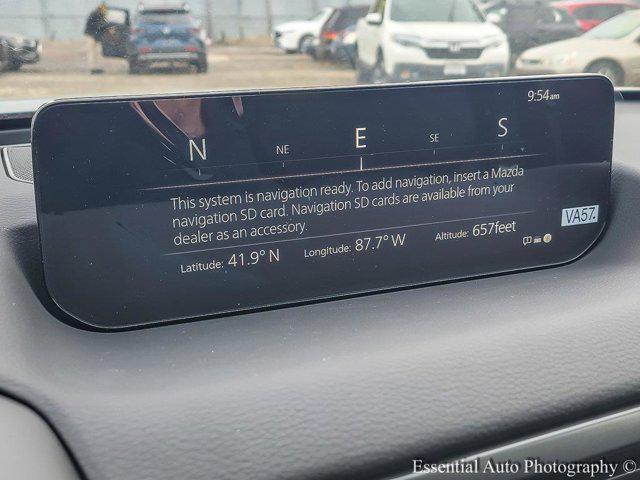 9:54am
N NE E SE S
This system is navigation ready. To add navigation, insert a Mazda
navigation SD card. Navigation SD cards are available from your
dealer as an accessory.
VA57
Latitude: 41.9° N Longitude: 87.7° W Altitude: 657feet
Essential Auto Photography ©